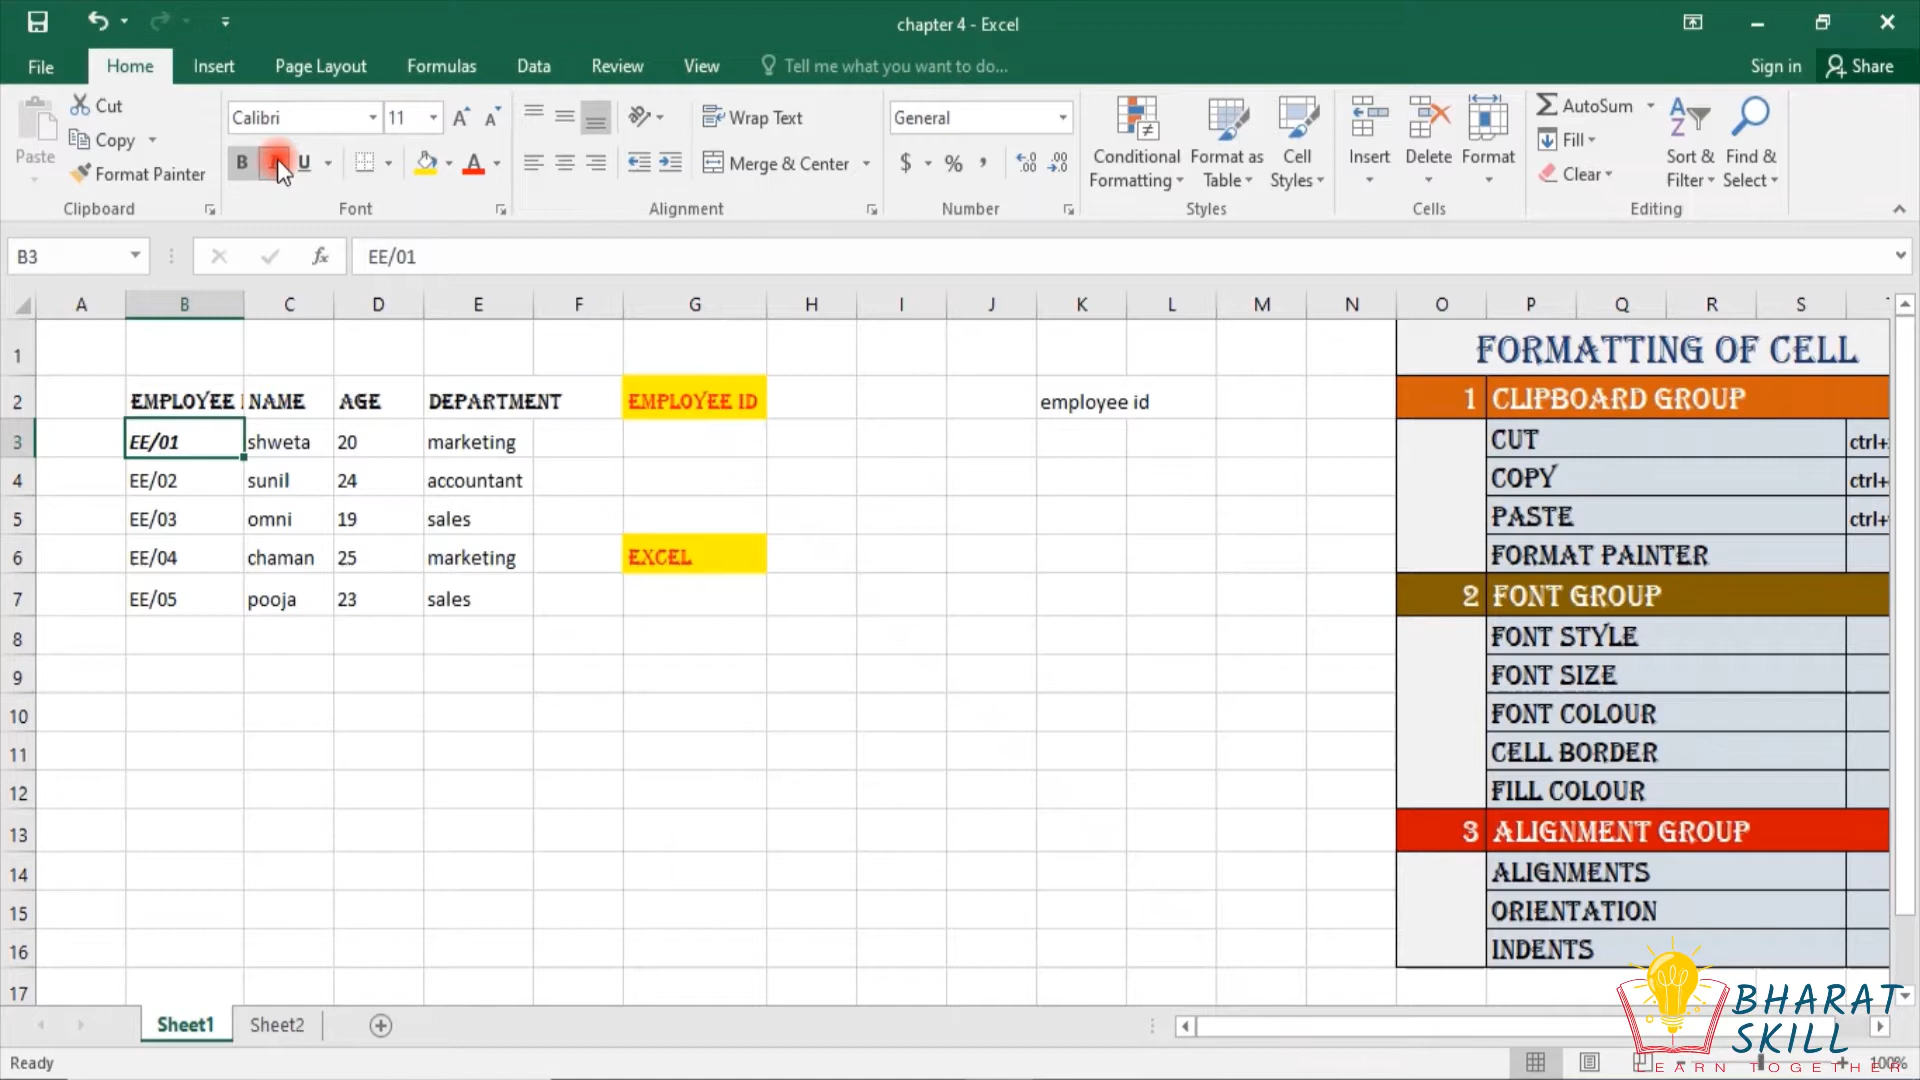 chapter 4 - Excel
File Home Insert Page Layout Formulas Data Review View Tell me what you want to do... Sign in Share
Cut
Copy
Format Painter
Paste
Clipboard
Calibri 11
B U
Font
Wrap Text
Merge & Center
Alignment
General
$ % ,
Number
Conditional Formatting
Format as Table
Cell Styles
Styles
Insert
Delete
Format
Cells
AutoSum
Fill
Clear
Sort & Filter
Find & Select
Editing
B3 fx EE/01
A B C D E F G H I J K L M N O P Q R S
1 FORMATTING OF CELL
2 EMPLOYEE NAME AGE DEPARTMENT EMPLOYEE ID employee id 1 CLIPBOARD GROUP
3 EE/01 shweta 20 marketing CUT ctrl+
4 EE/02 sunil 24 accountant COPY ctrl+
5 EE/03 omni 19 sales PASTE ctrl+
6 EE/04 chaman 25 marketing EXCEL FORMAT PAINTER
7 EE/05 pooja 23 sales 2 FONT GROUP
8 FONT STYLE
9 FONT SIZE
10 FONT COLOUR
11 CELL BORDER
12 FILL COLOUR
13 3 ALIGNMENT GROUP
14 ALIGNMENTS
15 ORIENTATION
16 INDENTS
17
Sheet1 Sheet2
Ready 100%
BHARAT
SKILL
LEARN TOGETHER